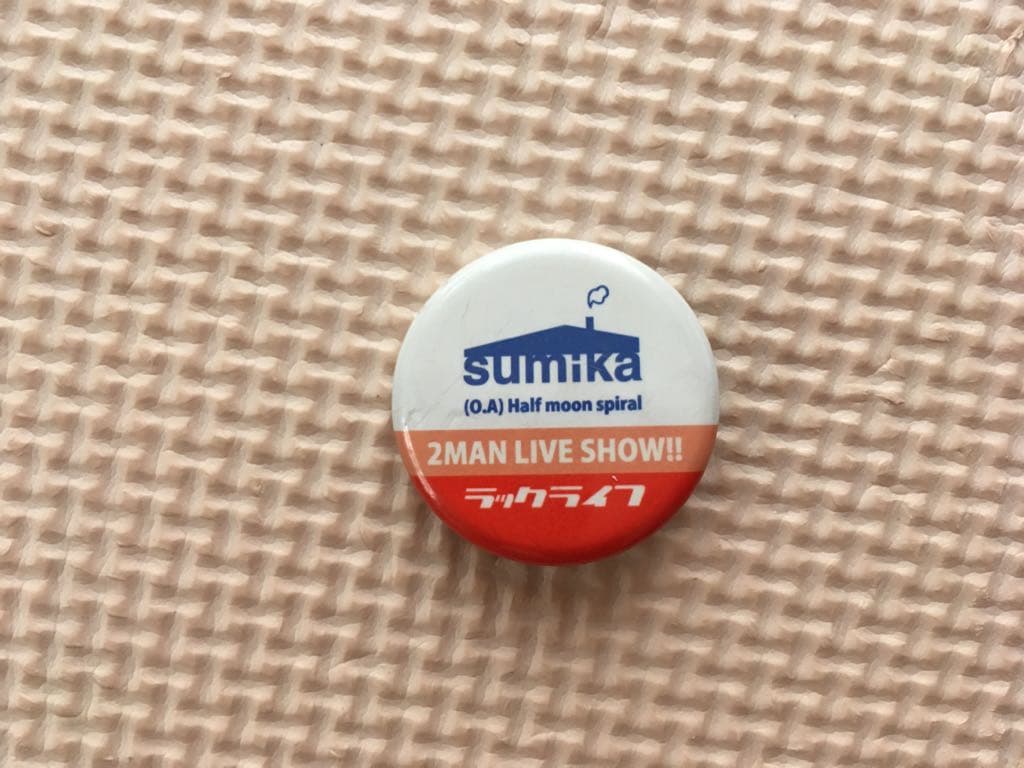 sumika
(O.A) Half moon spiral
2MAN LIVE SHOW!!
ラックライフ